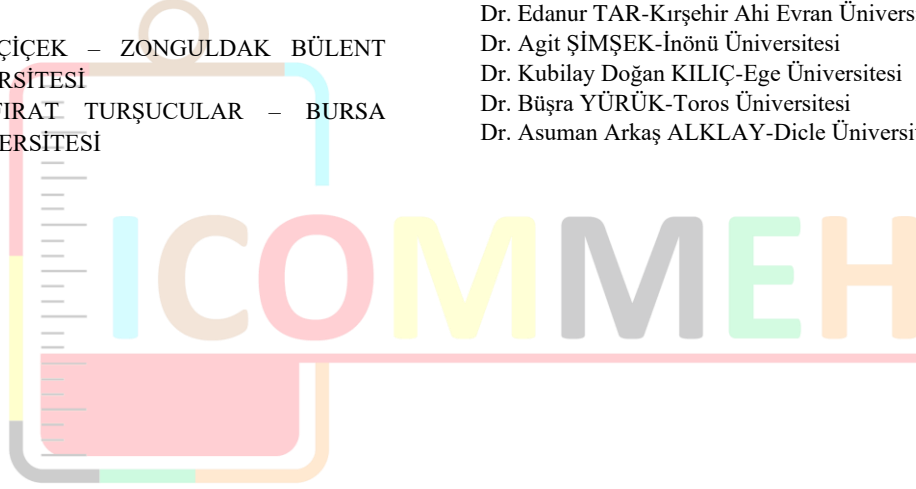 ÇİÇEK – ZONGULDAK BÜLENT
ERSİTESİ
FIRAT TURŞUCULAR – BURSA
ERSİTESİ
Dr. Edanur TAR-Kırşehir Ahi Evran Univers
Dr. Agit ŞİMŞEK-İnönü Üniversitesi
Dr. Kubilay Doğan KILIÇ-Ege Üniversitesi
Dr. Büşra YÜRÜK-Toros Üniversitesi
Dr. Asuman Arkaş ALKLAY-Dicle Üniversi
ICOMMEH